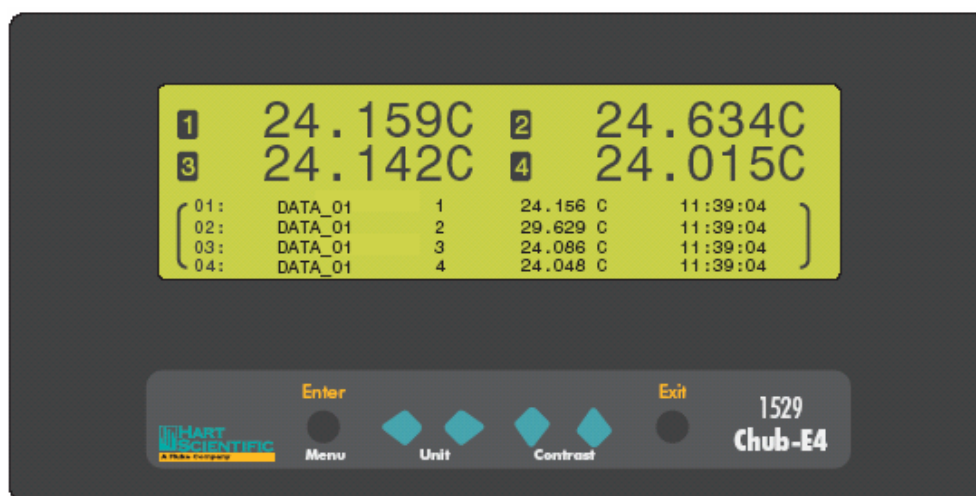 1 24.159C 2 24.634C
3 24.142C 4 24.015C
01: DATA_01 1 24.156 C 11:39:04
02: DATA_01 2 29.629 C 11:39:04
03: DATA_01 3 24.086 C 11:39:04
04: DATA_01 4 24.048 C 11:39:04
Enter Exit
HART
SCIENTIFIC
A Fluke Company
Menu Unit Contrast
1529
Chub-E4